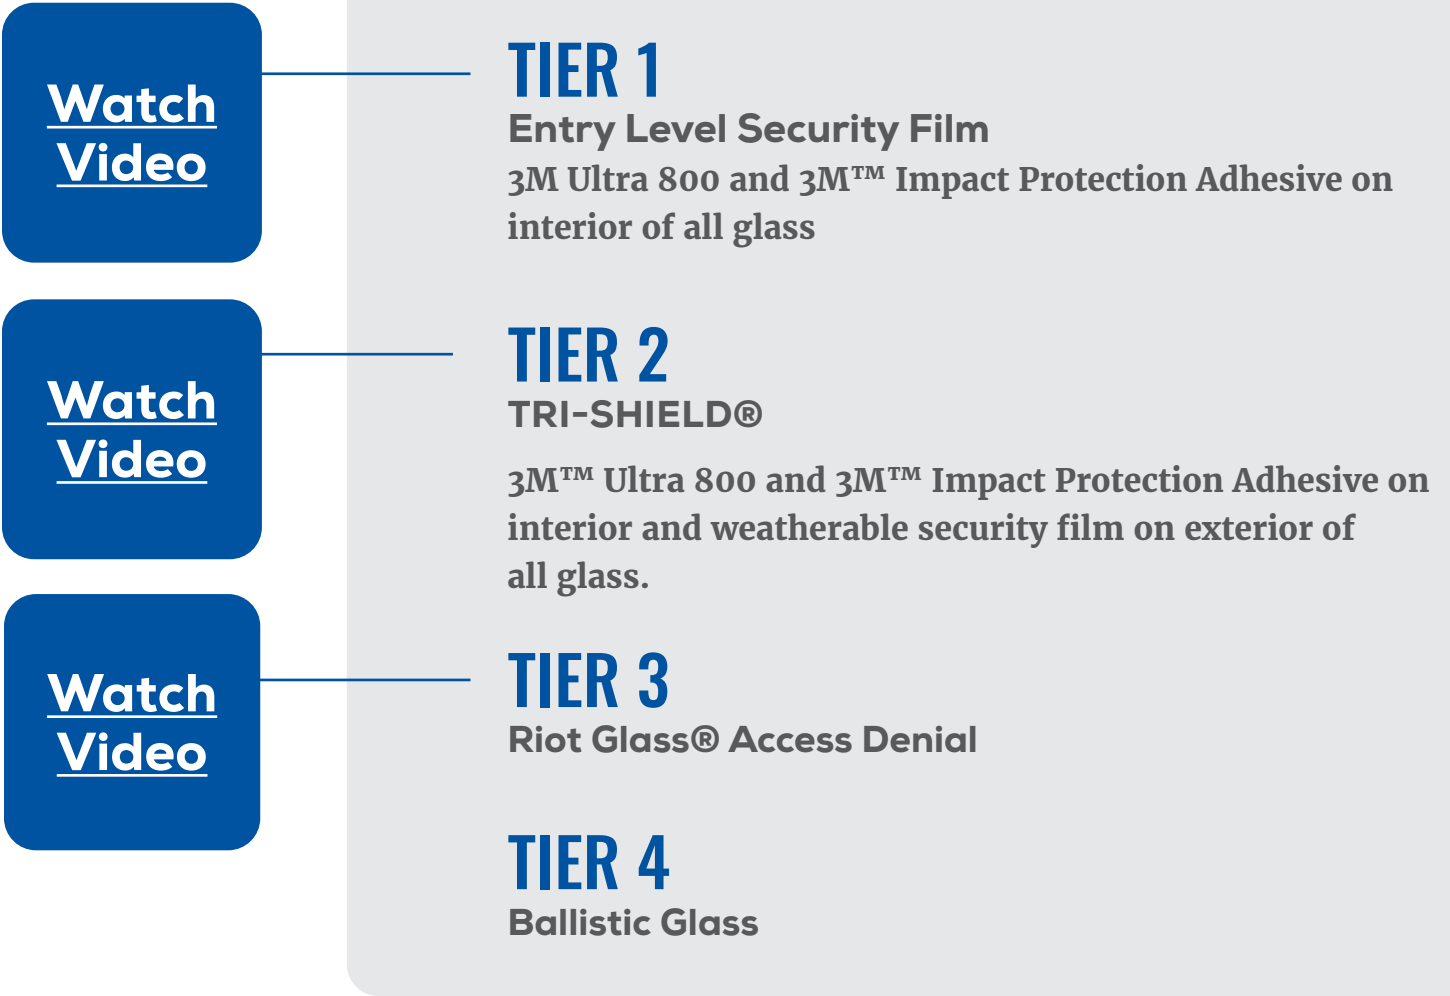 Watch
Video
TIER 1
Entry Level Security Film
3M Ultra 800 and 3M™ Impact Protection Adhesive on
interior of all glass
Watch
Video
TIER 2
TRI-SHIELD®
3M™ Ultra 800 and 3M™ Impact Protection Adhesive on
interior and weatherable security film on exterior of
all glass.
Watch
Video
TIER 3
Riot Glass® Access Denial
TIER 4
Ballistic Glass